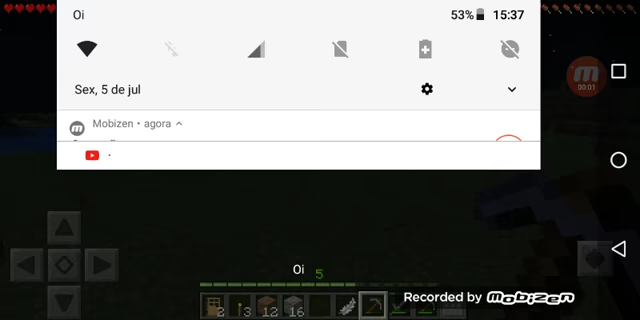 Oi 53% 15:37
Sex, 5 de jul
00:01
Mobizen • agora
Oi
5
2 3 12 16
Recorded by mobizen